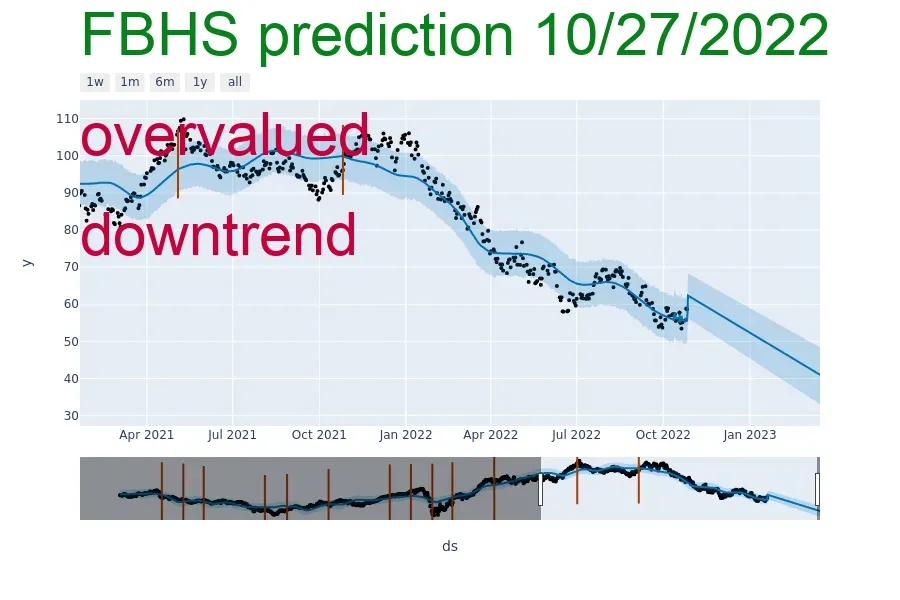 FBHS prediction 10/27/2022
1w 1m 6m 1y all
110
overvalued
100
90
80
downtrend
70
y
60
50
40
30
Apr 2021 Jul 2021 Oct 2021 Jan 2022 Apr 2022 Jul 2022 Oct 2022 Jan 2023
ds